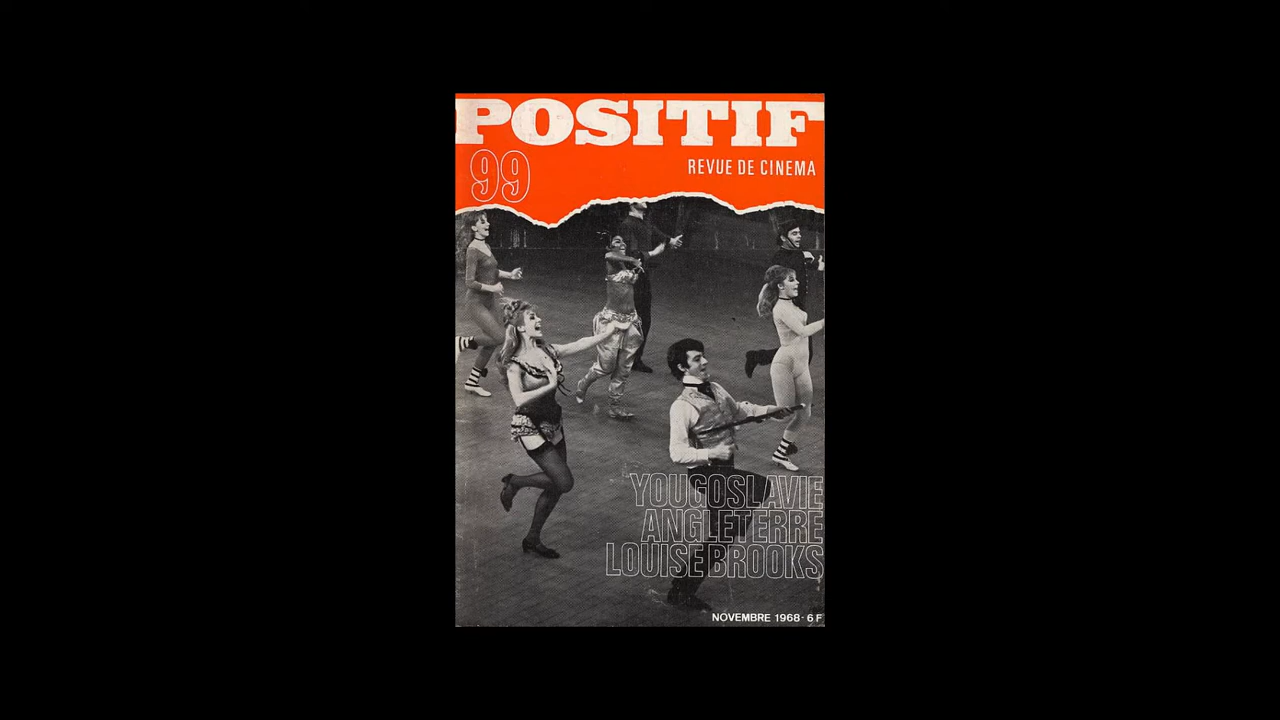 POSITIF
99
REVUE DE CINEMA
YOUGOSLAVIE
ANGLETERRE
LOUISE BROOKS
NOVEMBRE 1968 - 6 F